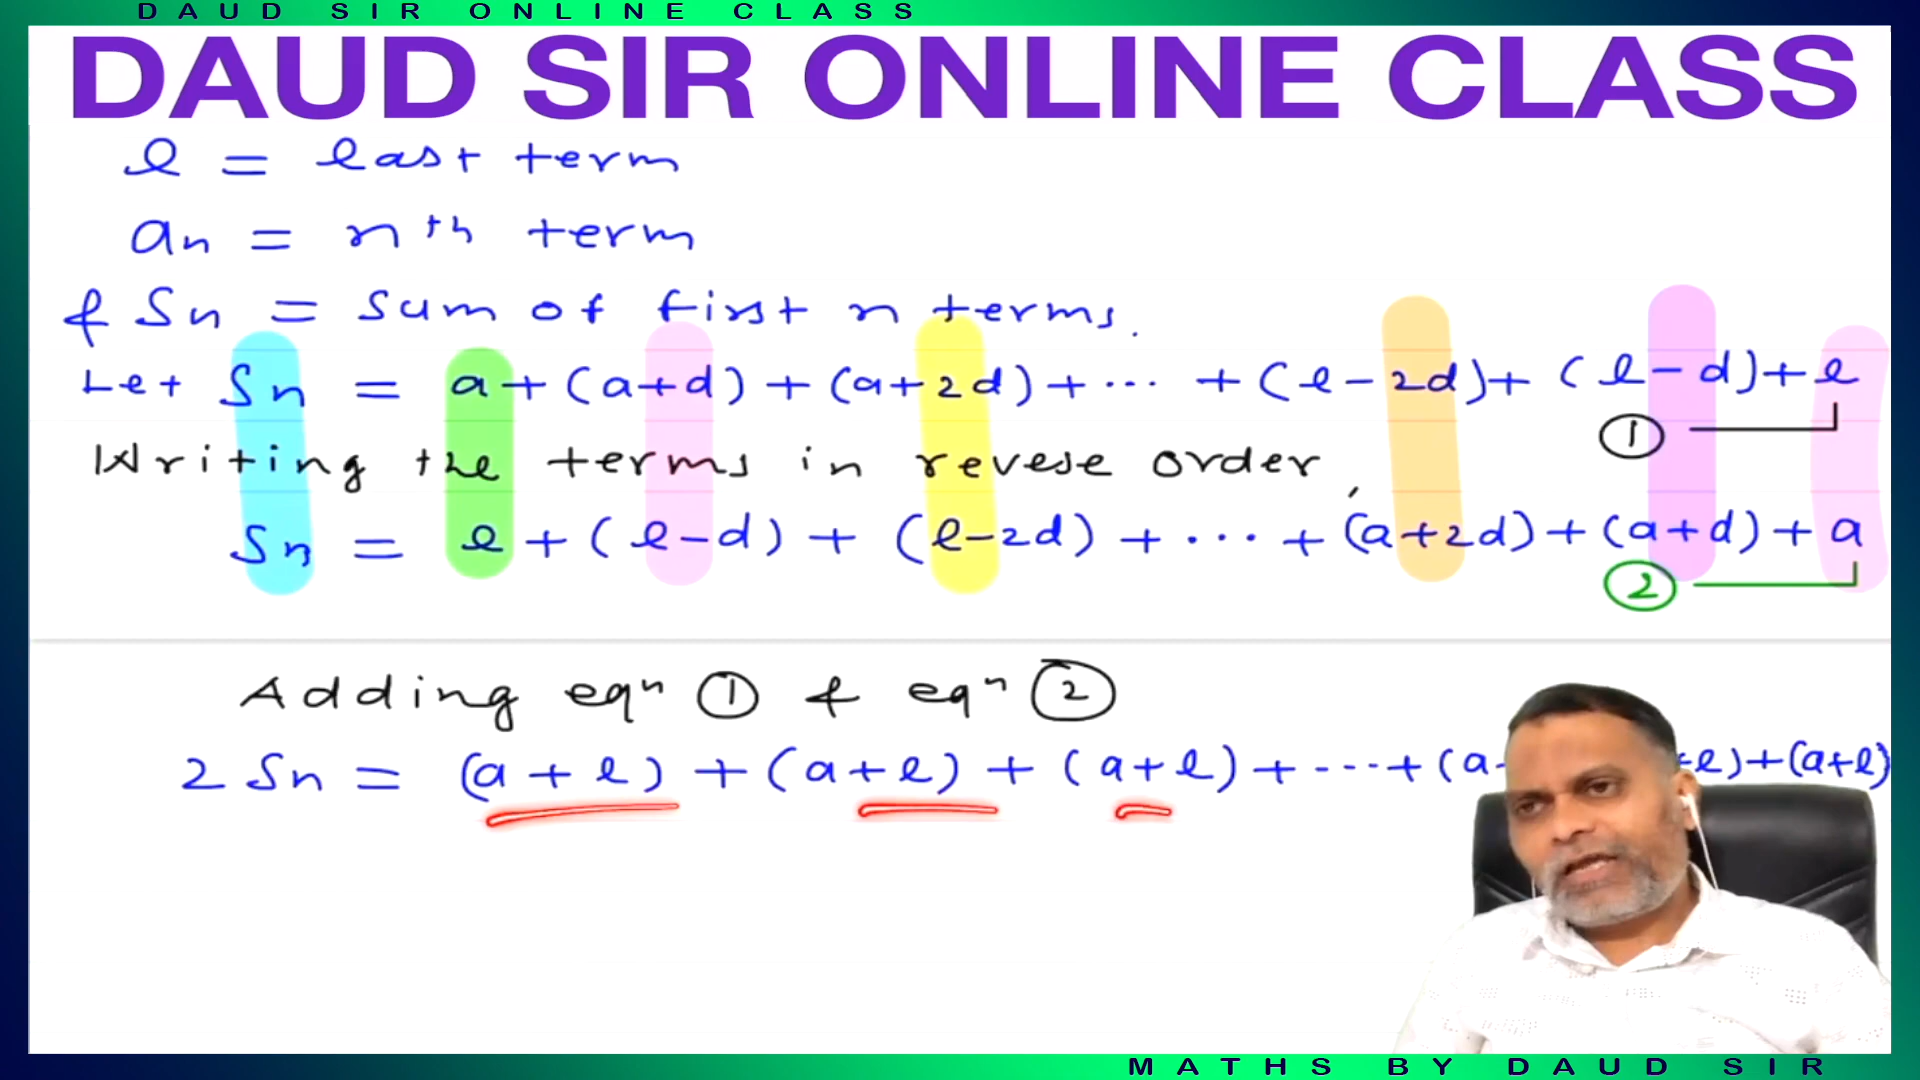 DAUD SIR ONLINE CLASS
DAUD SIR ONLINE CLASS
l = last term
an = nth term
& Sn = sum of first n terms.
Let Sn = a + (a+d) + (a+2d) + ... + (l-2d) + (l-d) + l
①
Writing the terms in revese order,
Sn = l + (l-d) + (l-2d) + ... + (a+2d) + (a+d) + a
②
Adding eqn ① & eqn ②
2 Sn = (a+l) + (a+l) + (a+l) + ... + (a+l) + (a+l)
MATHS BY DAUD SIR